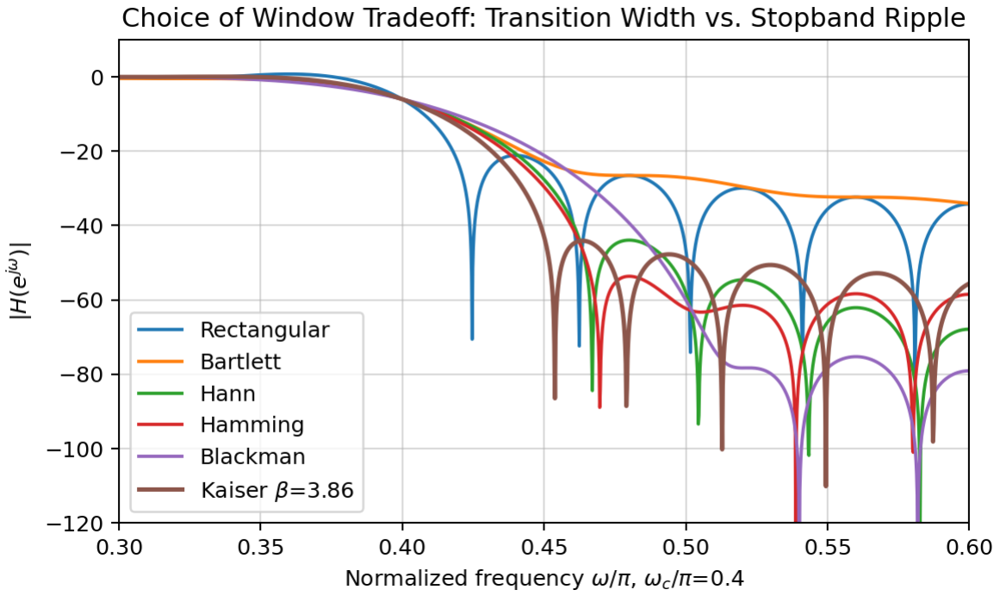 Choice of Window Tradeoff: Transition Width vs. Stopband Ripple
|H(e^{jω})|
0
−20
−40
−60
−80
−100
−120
Rectangular
Bartlett
Hann
Hamming
Blackman
Kaiser β=3.86
0.30 0.35 0.40 0.45 0.50 0.55 0.60
Normalized frequency ω/π, ω_c/π=0.4